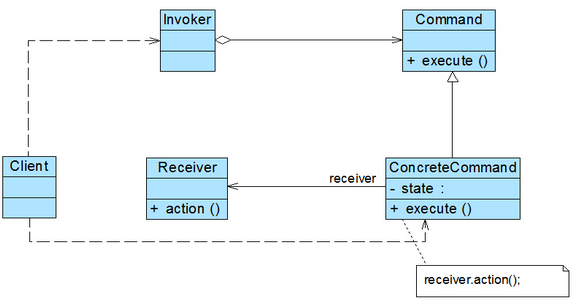 Invoker
Command
+ execute ()
Client
Receiver
+ action ()
receiver
ConcreteCommand
- state :
+ execute ()
receiver.action();